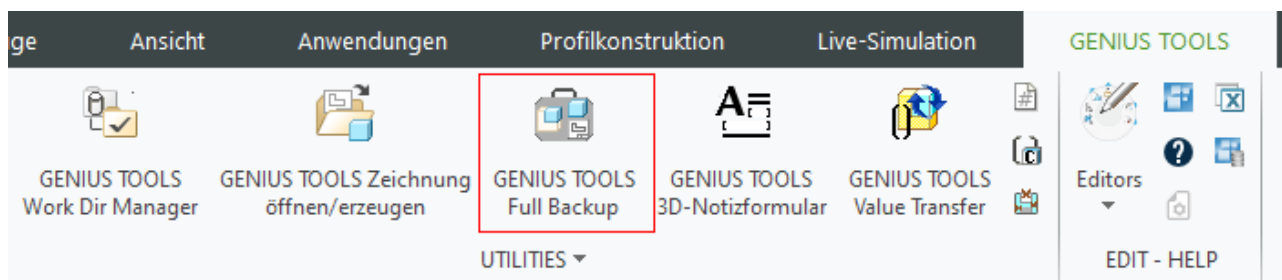 ge Ansicht Anwendungen Profilkonstruktion Live-Simulation GENIUS TOOLS
GENIUS TOOLS
Work Dir Manager
GENIUS TOOLS Zeichnung
öffnen/erzeugen
GENIUS TOOLS
Full Backup
A
GENIUS TOOLS
3D-Notizformular
GENIUS TOOLS
Value Transfer
Editors
UTILITIES
EDIT - HELP